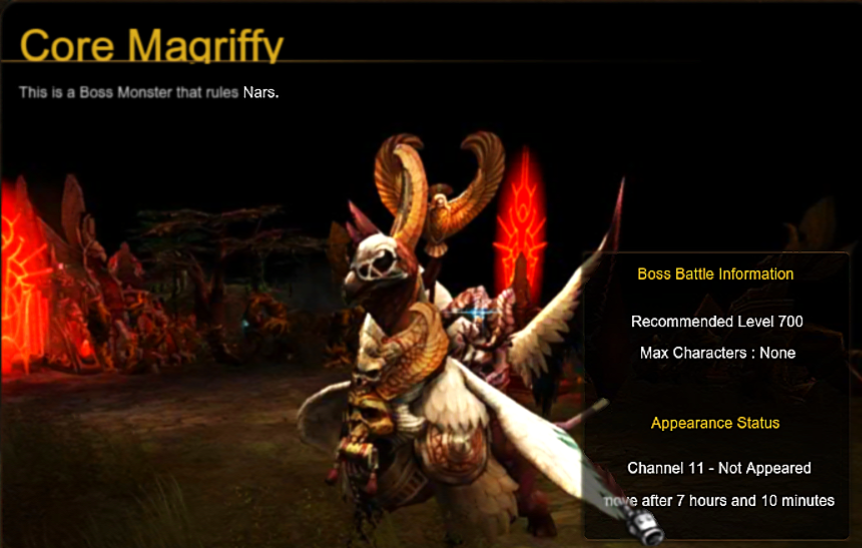 Core Magriffy
This is a Boss Monster that rules Nars.
Boss Battle Information
Recommended Level 700
Max Characters : None
Appearance Status
Channel 11 - Not Appeared
move after 7 hours and 10 minutes